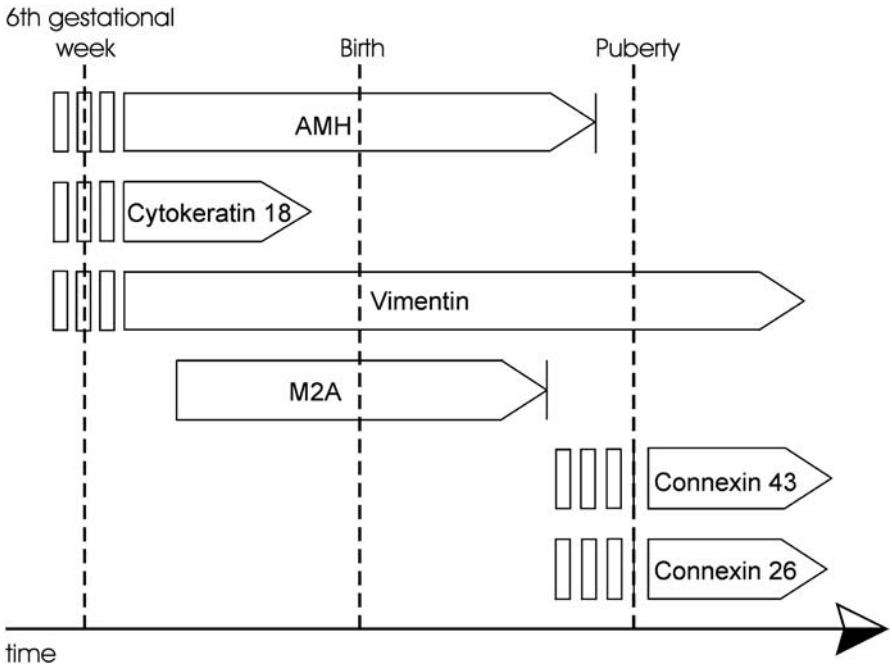 6th gestational
week
Birth
Puberty
AMH
Cytokeratin 18
Vimentin
M2A
Connexin 43
Connexin 26
time